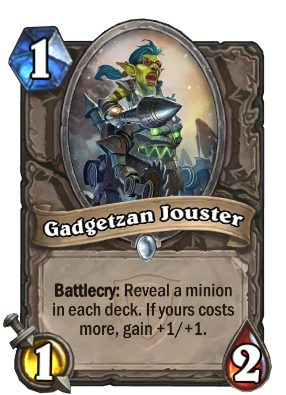 1
Gadgetzan Jouster
Battlecry: Reveal a minion
in each deck. If yours costs
more, gain +1/+1.
1
2